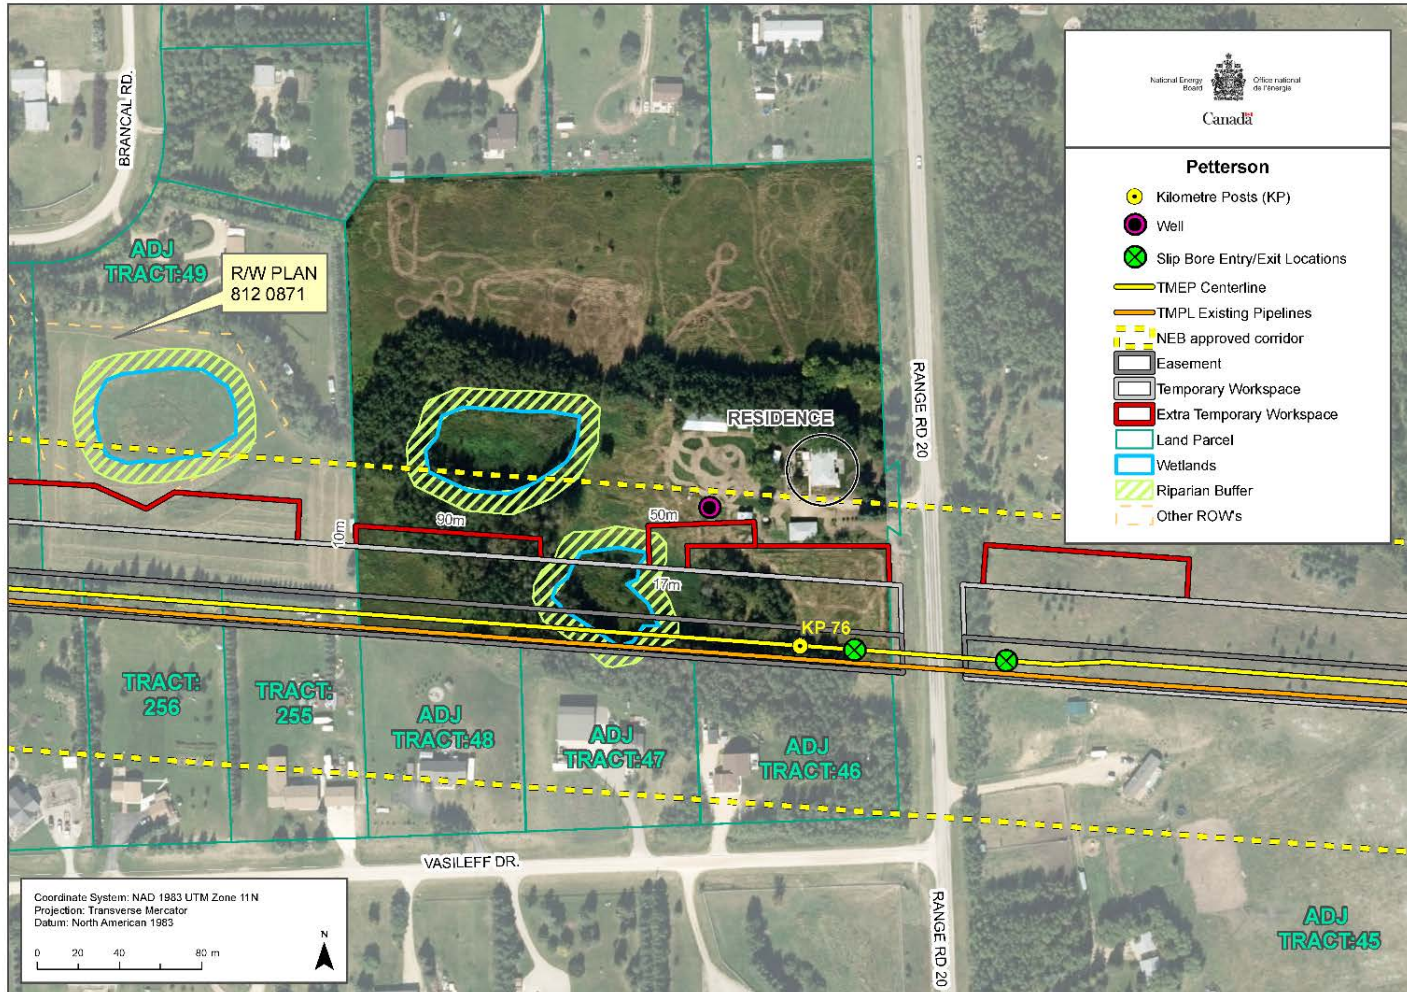 BRANCAL RD.
National Energy Board
Office national de l'énergie
Canada
Petterson
Kilometre Posts (KP)
Well
Slip Bore Entry/Exit Locations
TMEP Centerline
TMPL Existing Pipelines
NEB approved corridor
Easement
Temporary Workspace
Extra Temporary Workspace
Land Parcel
Wetlands
Riparian Buffer
Other ROW's
ADJ
TRACT:49
R/W PLAN
812 0871
RANGE RD 20
RESIDENCE
10m
90m
50m
17m
KP 76
TRACT:
256
TRACT:
255
ADJ
TRACT:48
ADJ
TRACT:47
ADJ
TRACT:46
VASILEFF DR.
RANGE RD 20
ADJ
TRACT:45
Coordinate System: NAD 1983 UTM Zone 11N
Projection: Transverse Mercator
Datum: North American 1983
N
0 20 40 80 m